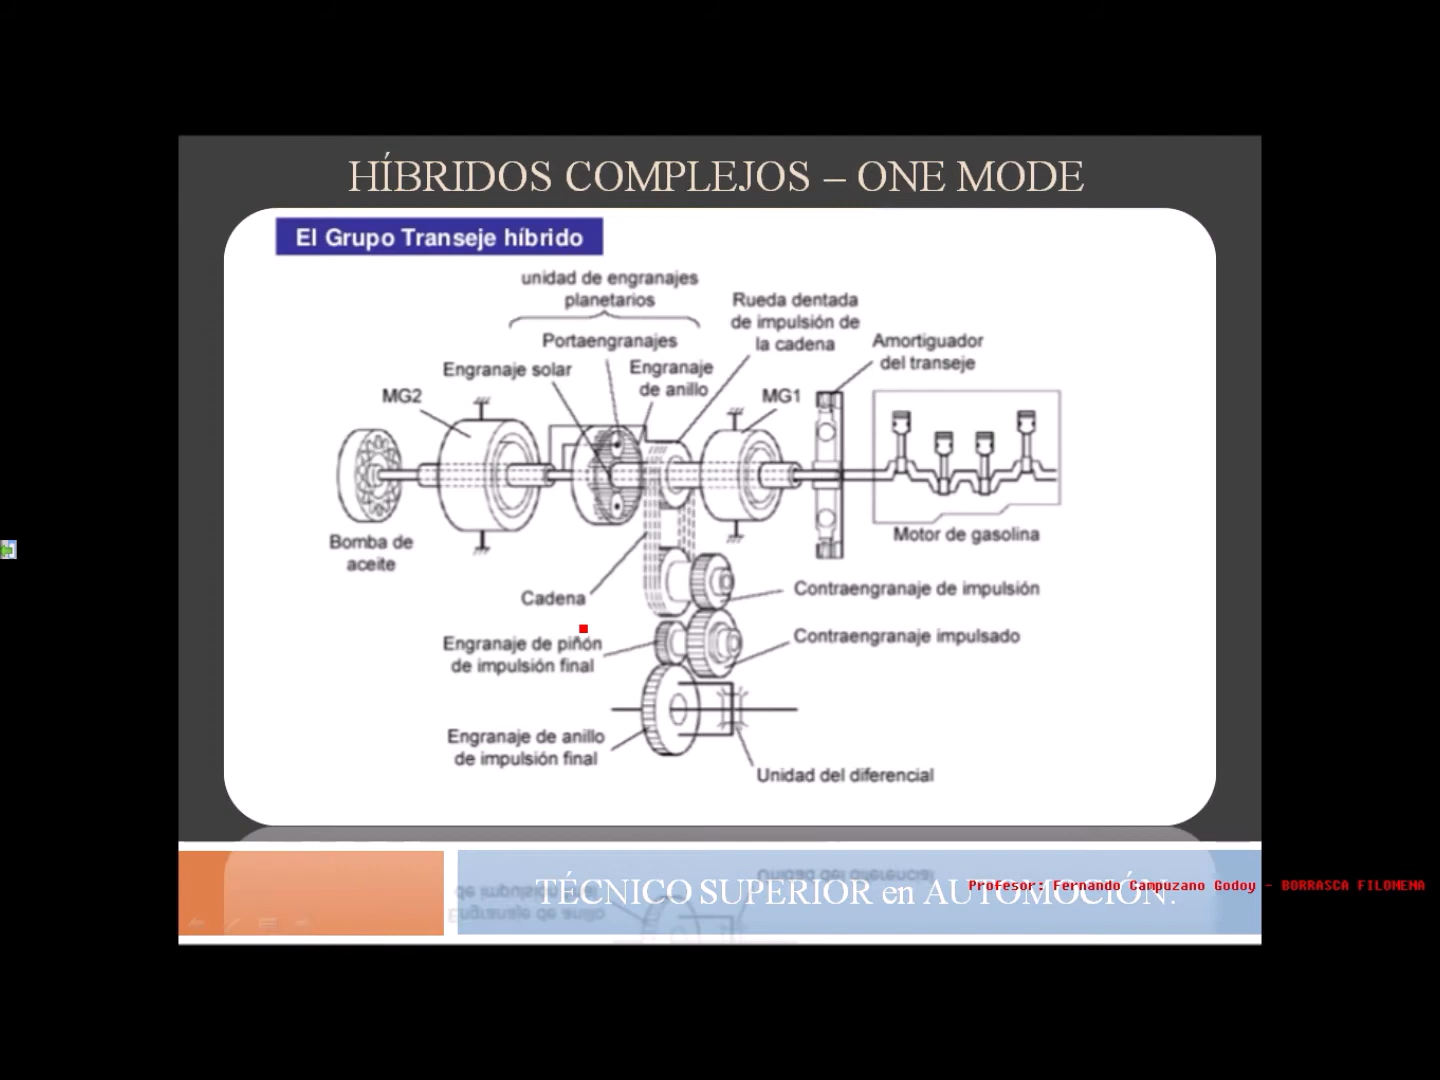 HÍBRIDOS COMPLEJOS – ONE MODE
El Grupo Transeje híbrido
unidad de engranajes
planetarios
Portaengranajes
Engranaje solar
Engranaje
de anillo
Rueda dentada
de impulsión de
la cadena
Amortiguador
del transeje
MG2
MG1
Bomba de
aceite
Motor de gasolina
Cadena
Contraengranaje de impulsión
Engranaje de piñón
de impulsión final
Contraengranaje impulsado
Engranaje de anillo
de impulsión final
Unidad del diferencial
TÉCNICO SUPERIOR en AUTOMOCIÓN.
Profesor: Fernando Campuzano Godoy - BORRASCA FILOMENA